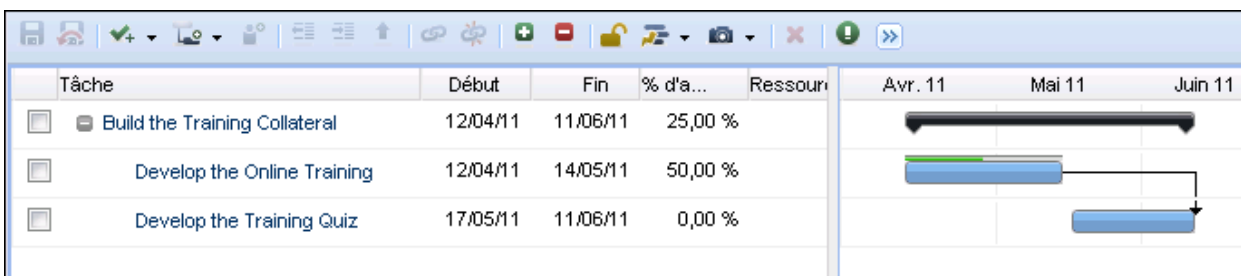 Tâche Début Fin % d'a... Ressour Avr. 11 Mai 11 Juin 11
Build the Training Collateral 12/04/11 11/06/11 25,00 %
Develop the Online Training 12/04/11 14/05/11 50,00 %
Develop the Training Quiz 17/05/11 11/06/11 0,00 %